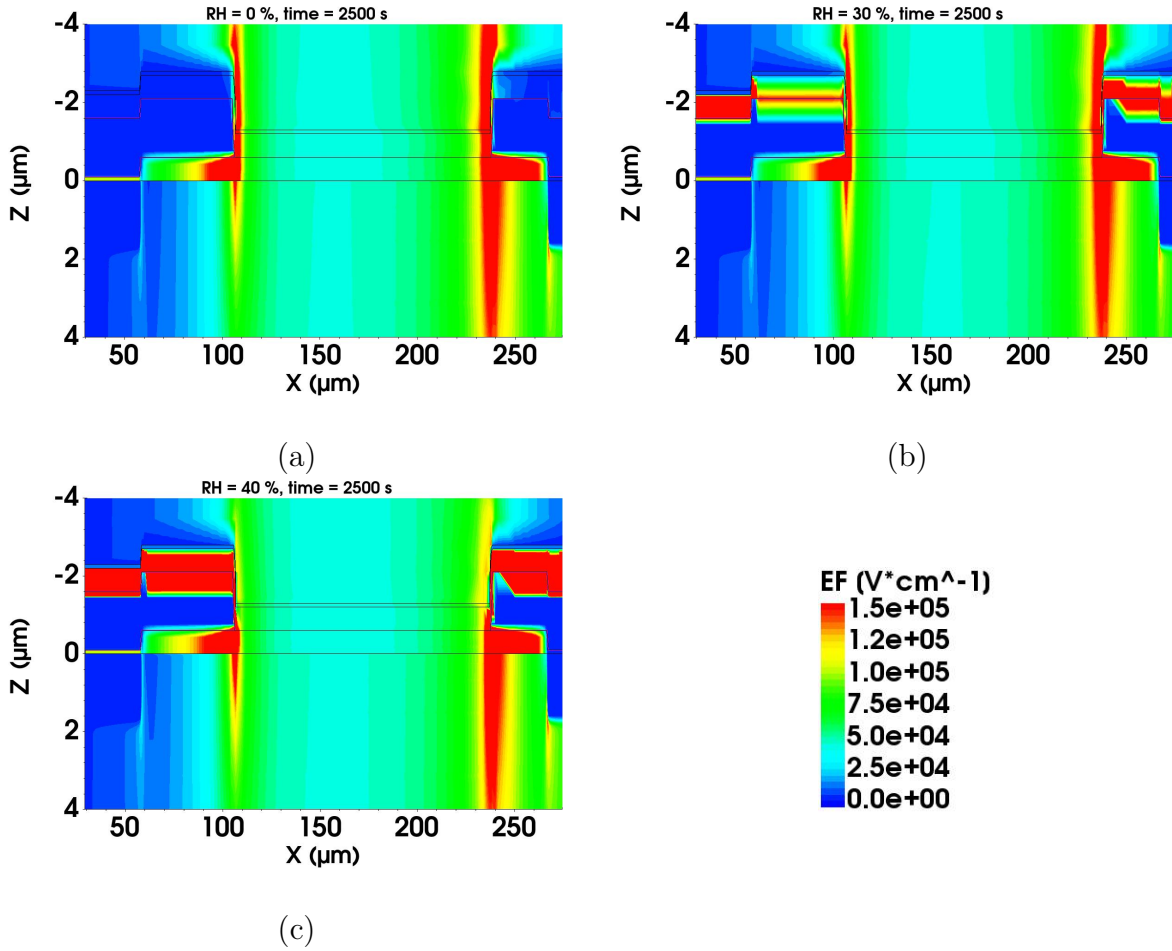 RH = 0 %, time = 2500 s
-4
-2
0
2
4
Z (µm)
50 100 150 200 250
X (µm)
(a)
RH = 30 %, time = 2500 s
-4
-2
0
2
4
Z (µm)
50 100 150 200 250
X (µm)
(b)
RH = 40 %, time = 2500 s
-4
-2
0
2
4
Z (µm)
50 100 150 200 250
X (µm)
(c)
EF (V*cm^-1)
1.5e+05
1.2e+05
1.0e+05
7.5e+04
5.0e+04
2.5e+04
0.0e+00